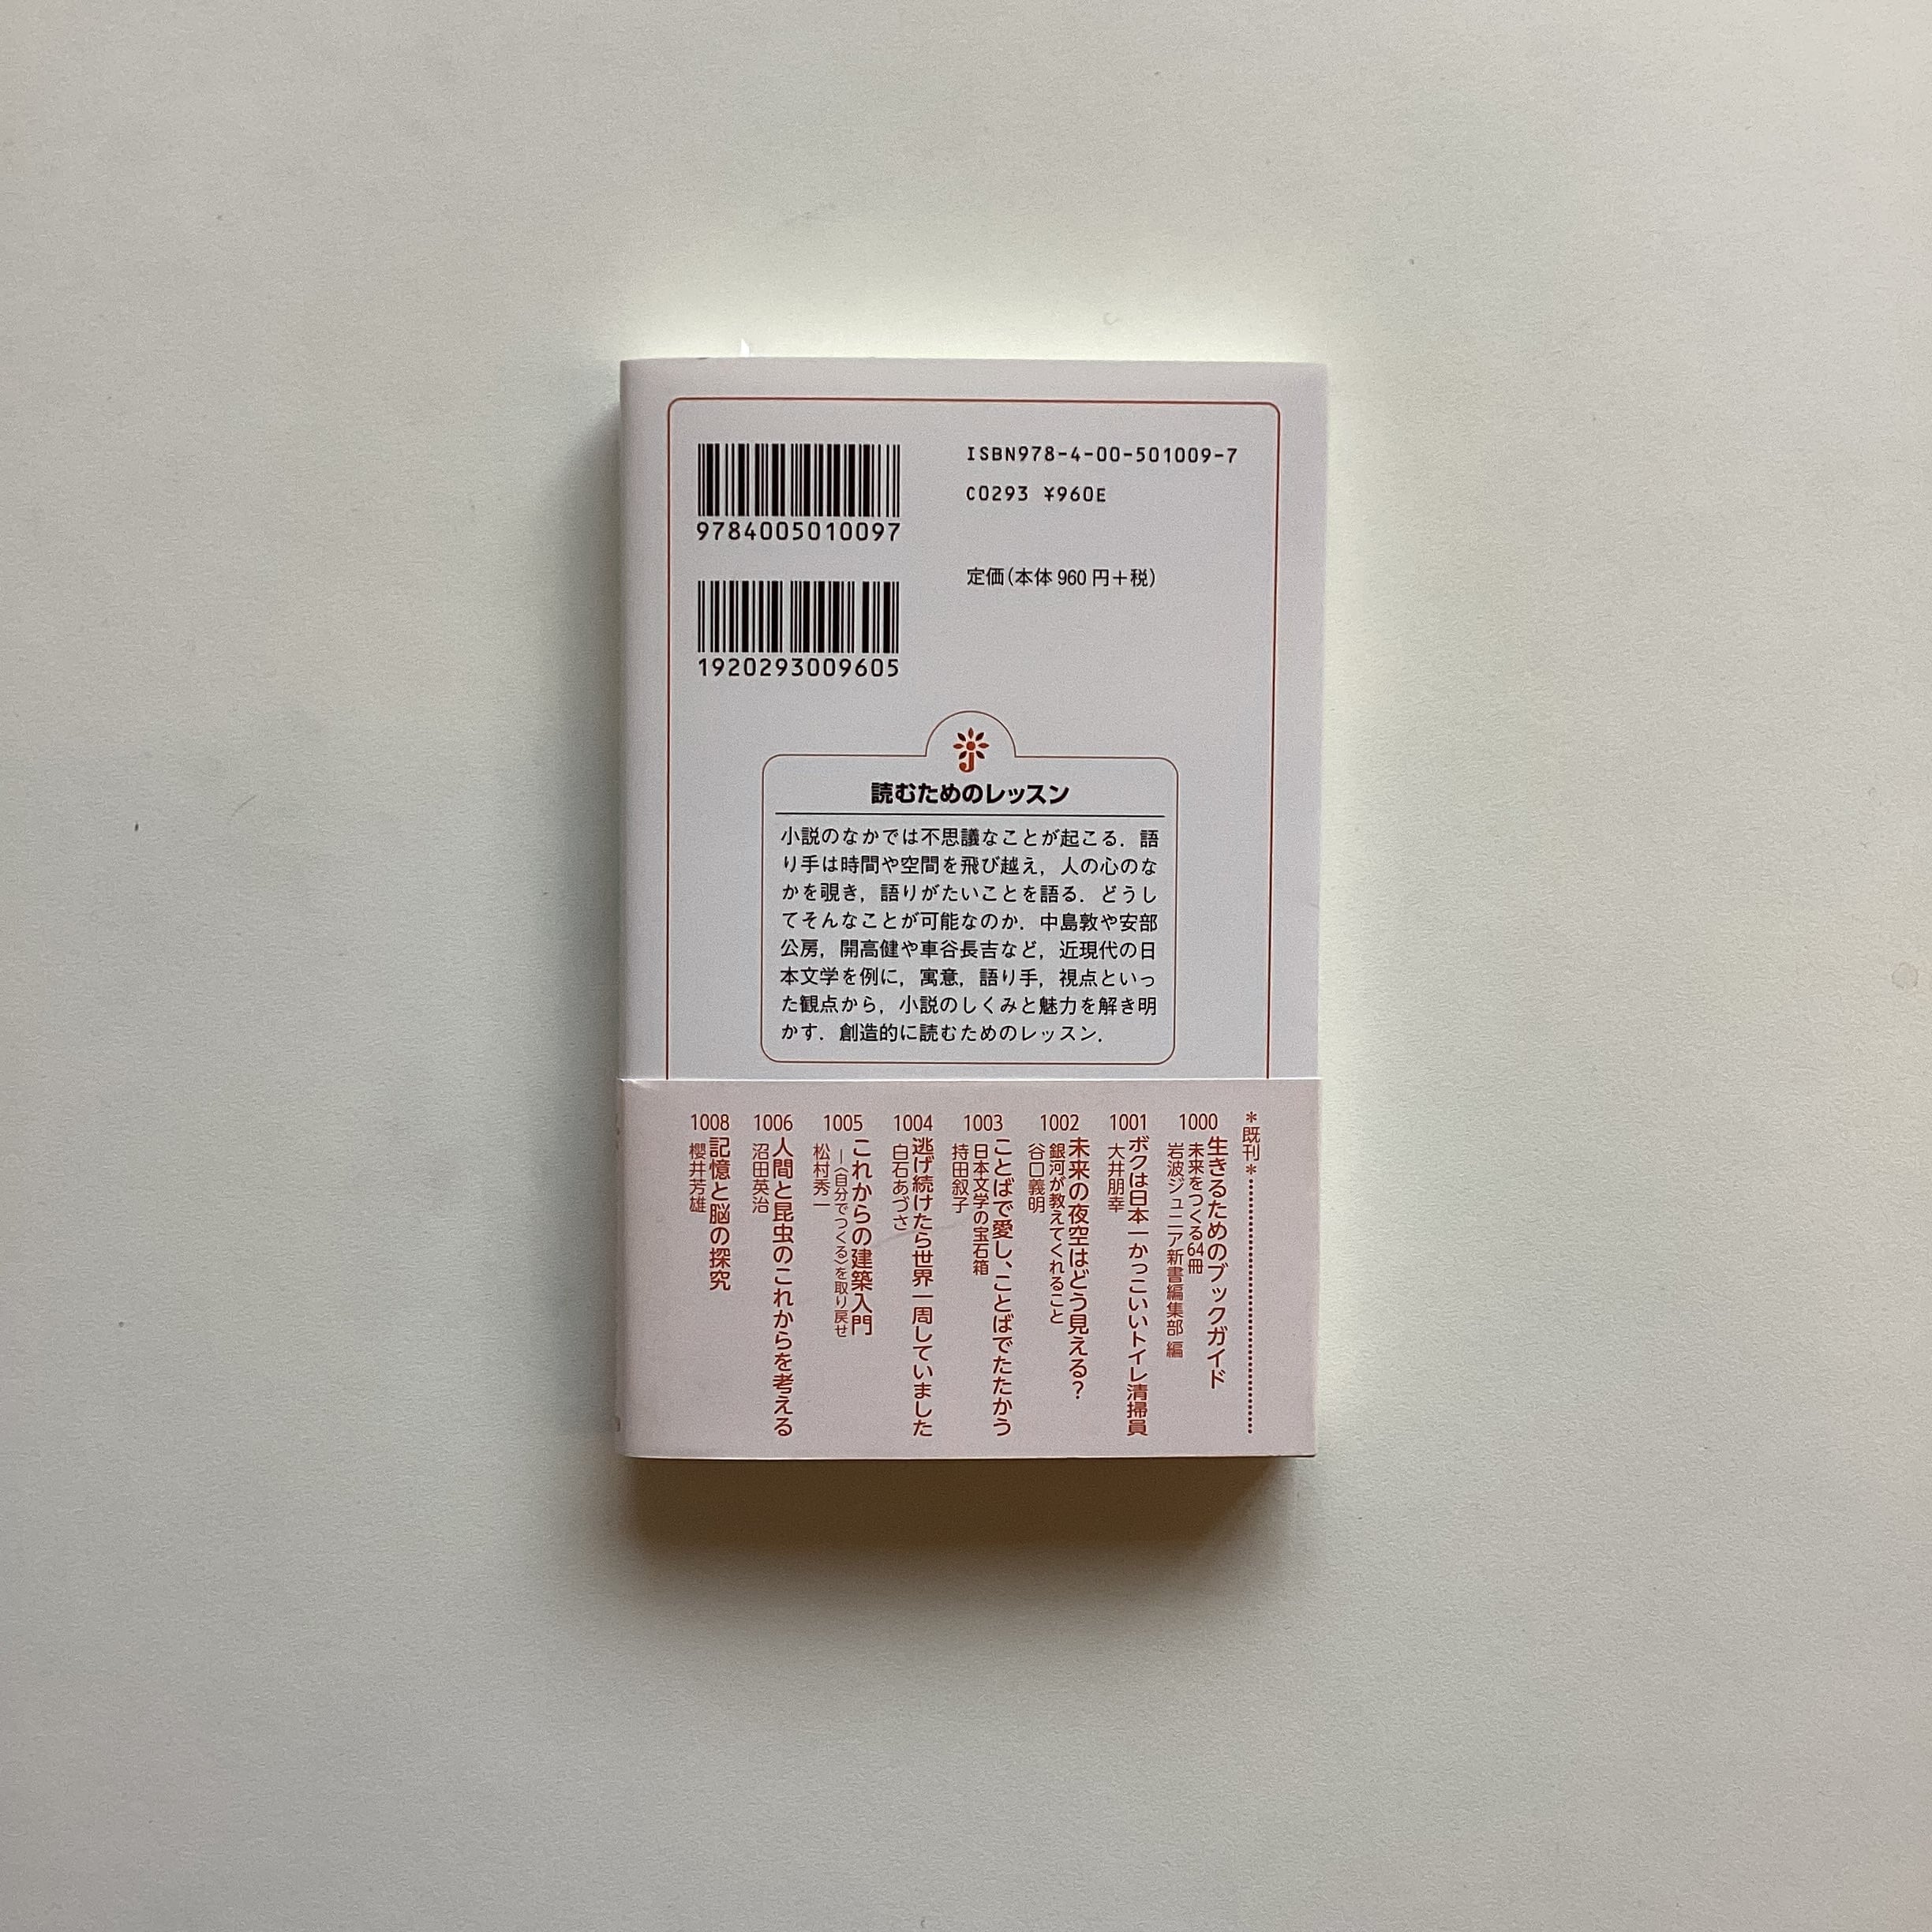 9784005010097
1920293009605
ISBN978-4-00-501009-7
C0293 ¥960E
定価(本体 960 円+税)
読むためのレッスン
小説のなかでは不思議なことが起こる．語
り手は時間や空間を飛び越え，人の心のな
かを覗き，語りがたいことを語る．どうし
てそんなことが可能なのか．中島敦や安部
公房，開高健や車谷長吉など，近現代の日
本文学を例に，寓意，語り手，視点といっ
た観点から，小説のしくみと魅力を解き明
かす．創造的に読むためのレッスン．
＊既刊＊
1000
生きるためのブックガイド
未来をつくる64冊
岩波ジュニア新書編集部 編
1001
ボクは日本一かっこいいトイレ清掃員
大井朋幸
1002
未来の夜空はどう見える？
銀河が教えてくれること
谷口義明
1003
ことばで愛し、ことばでたたかう
日本文学の宝石箱
持田叙子
1004
逃げ続けたら世界一周していました
白石あづさ
1005
これからの建築入門
―〈自分でつくる〉を取り戻せ
松村秀一
1006
人間と昆虫のこれからを考える
沼田英治
1008
記憶と脳の探究
櫻井芳雄